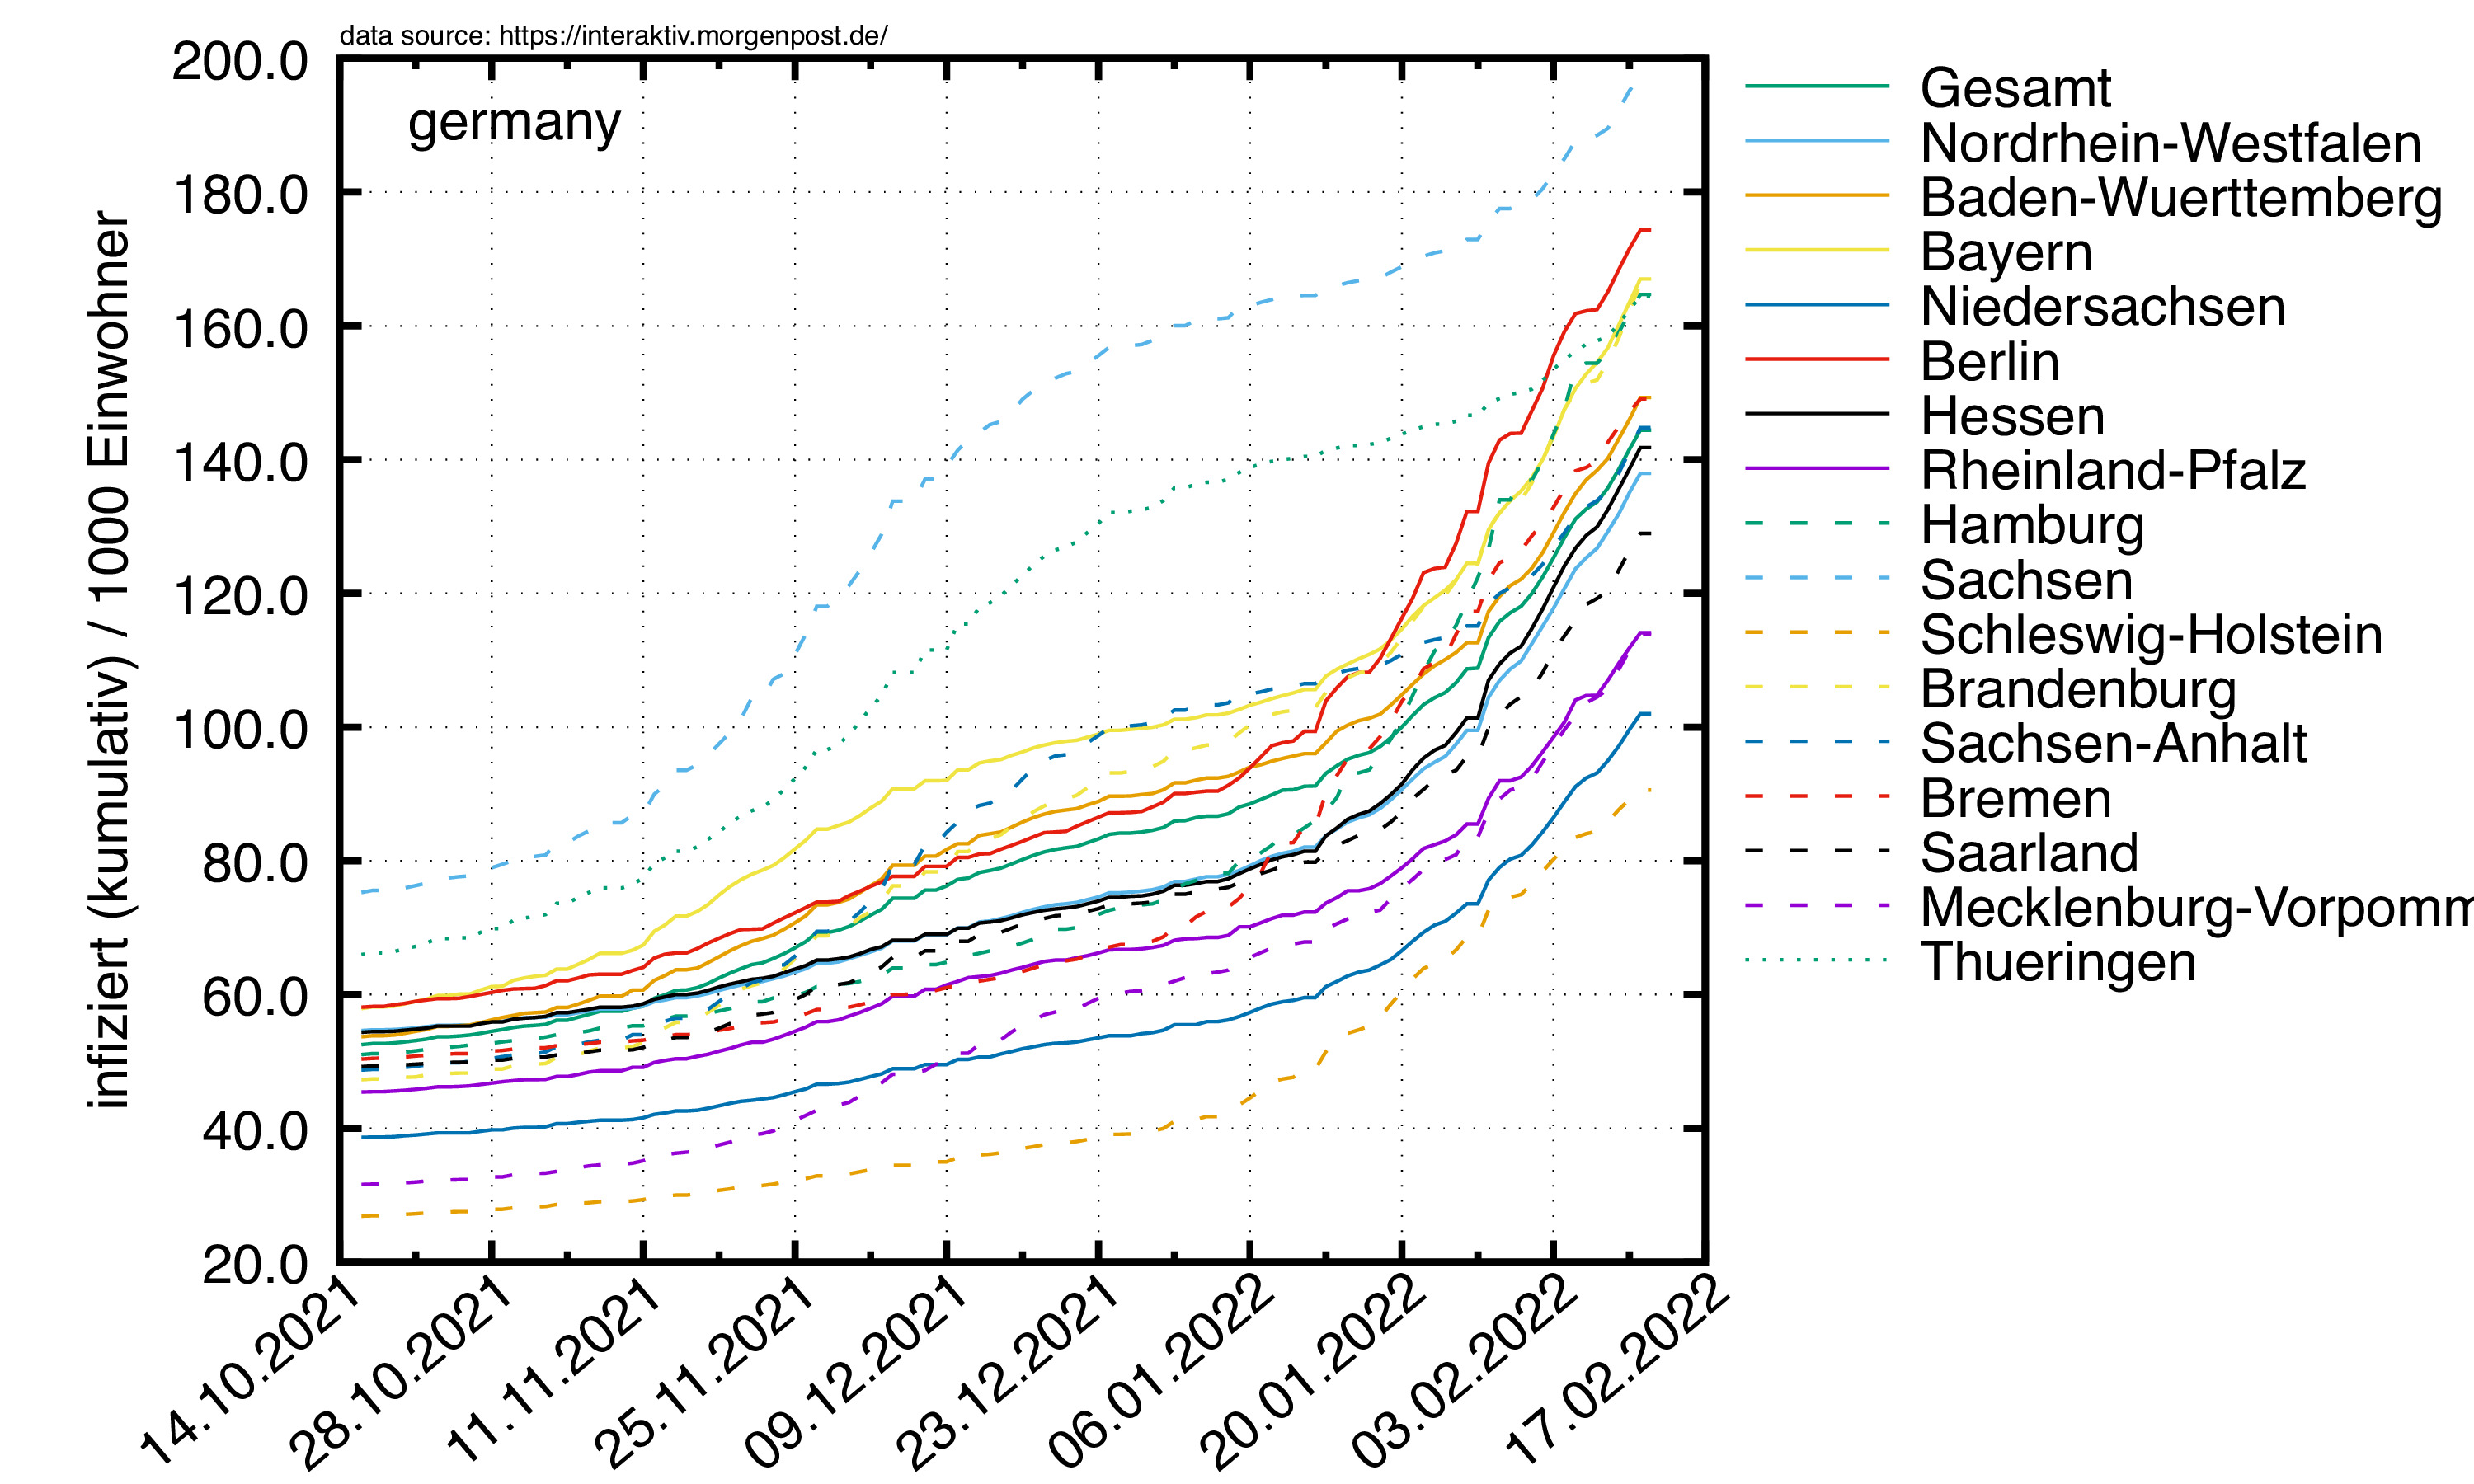 data source: https://interaktiv.morgenpost.de/
germany
infiziert (kumulativ) / 1000 Einwohner
200.0
180.0
160.0
140.0
120.0
100.0
80.0
60.0
40.0
20.0
14.10.2021
28.10.2021
11.11.2021
25.11.2021
09.12.2021
23.12.2021
06.01.2022
20.01.2022
03.02.2022
17.02.2022
Gesamt
Nordrhein-Westfalen
Baden-Wuerttemberg
Bayern
Niedersachsen
Berlin
Hessen
Rheinland-Pfalz
Hamburg
Sachsen
Schleswig-Holstein
Brandenburg
Sachsen-Anhalt
Bremen
Saarland
Mecklenburg-Vorpomm
Thueringen